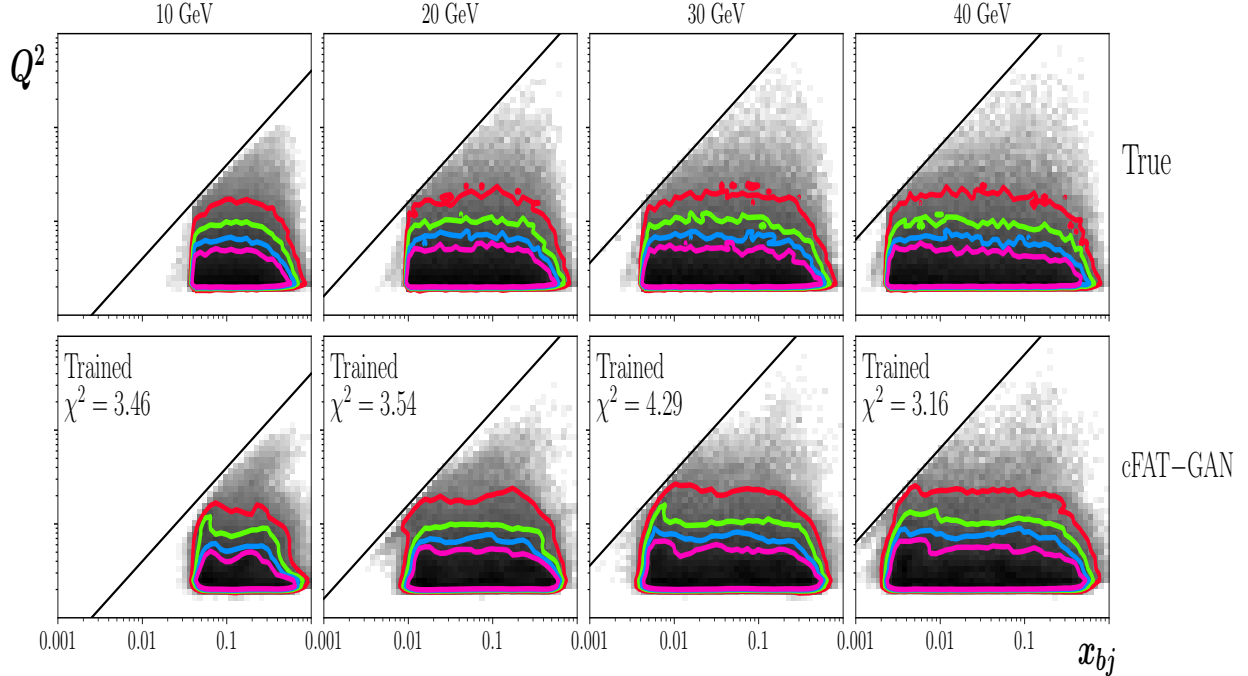 10 GeV
20 GeV
30 GeV
40 GeV
Q²
True
Trained
χ² = 3.46
Trained
χ² = 3.54
Trained
χ² = 4.29
Trained
χ² = 3.16
cFAT−GAN
0.001
0.01
0.1
0.001
0.01
0.1
0.001
0.01
0.1
0.001
0.01
0.1
x_{bj}